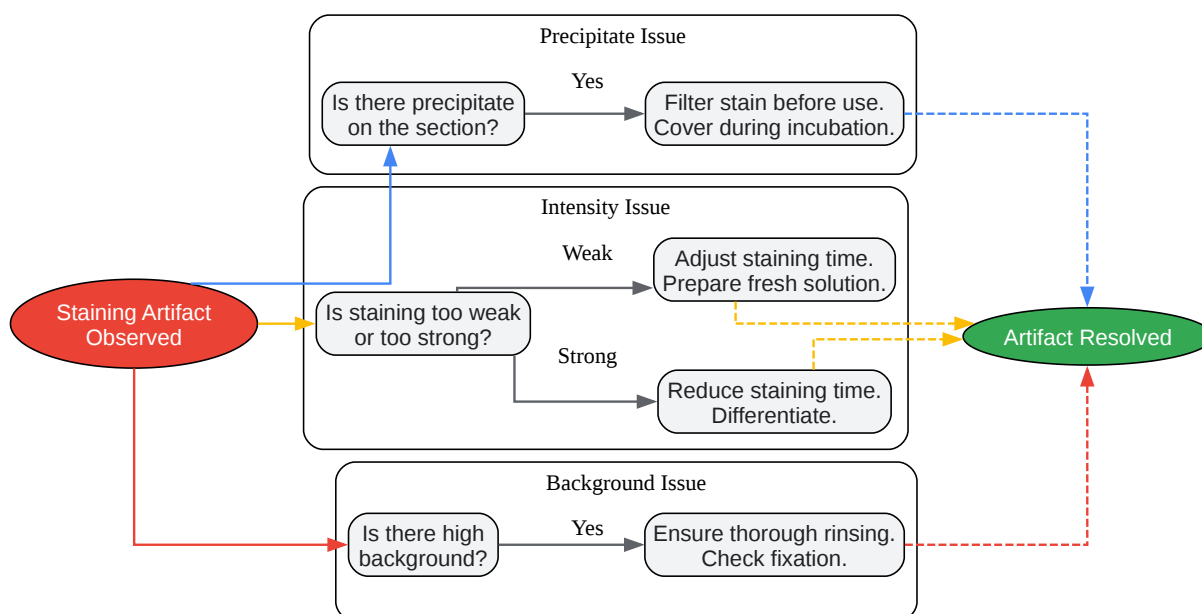 Precipitate Issue
Is there precipitate
on the section?
Yes
Filter stain before use.
Cover during incubation.
Intensity Issue
Staining Artifact
Observed
Is staining too weak
or too strong?
Weak
Adjust staining time.
Prepare fresh solution.
Strong
Reduce staining time.
Differentiate.
Artifact Resolved
Background Issue
Is there high
background?
Yes
Ensure thorough rinsing.
Check fixation.